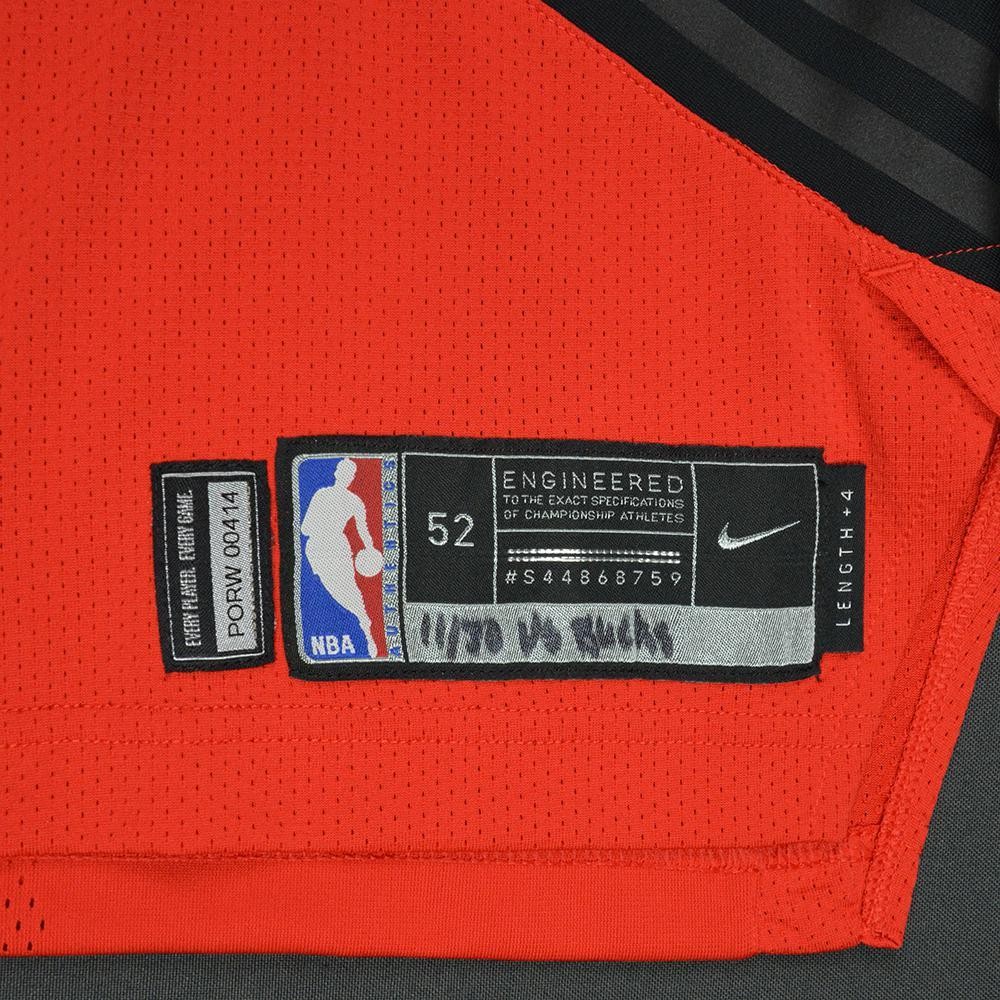 EVERY PLAYER. EVERY GAME.
PORW 00414
NBA
AUTHENTICS
52
ENGINEERED
TO THE EXACT SPECIFICATIONS
OF CHAMPIONSHIP ATHLETES
#S44868759
LENGTH+4
11/30 VS Bucks